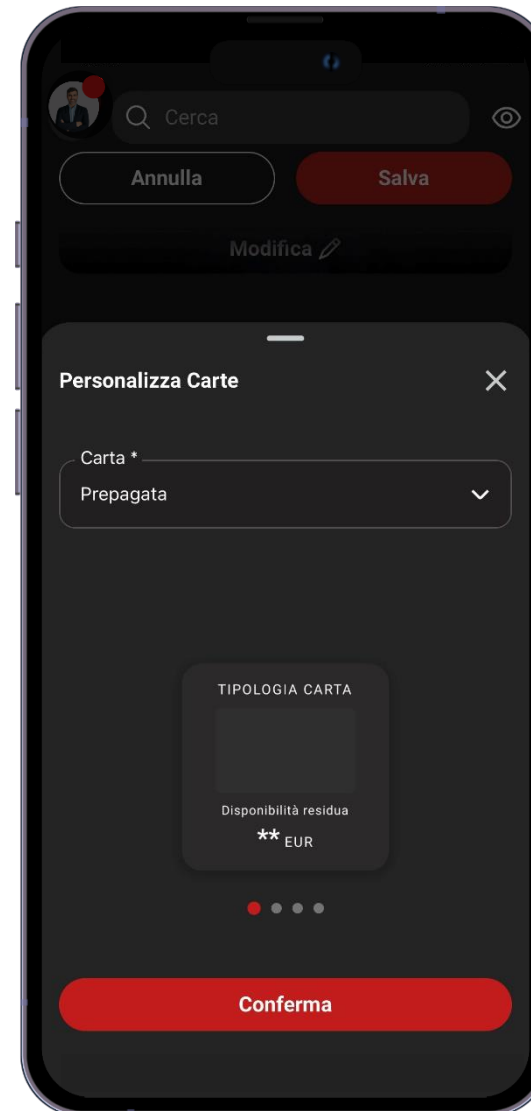 Cerca
Annulla
Salva
Modifica
Personalizza Carte
Carta *
Prepagata
TIPOLOGIA CARTA
Disponibilità residua
** EUR
Conferma